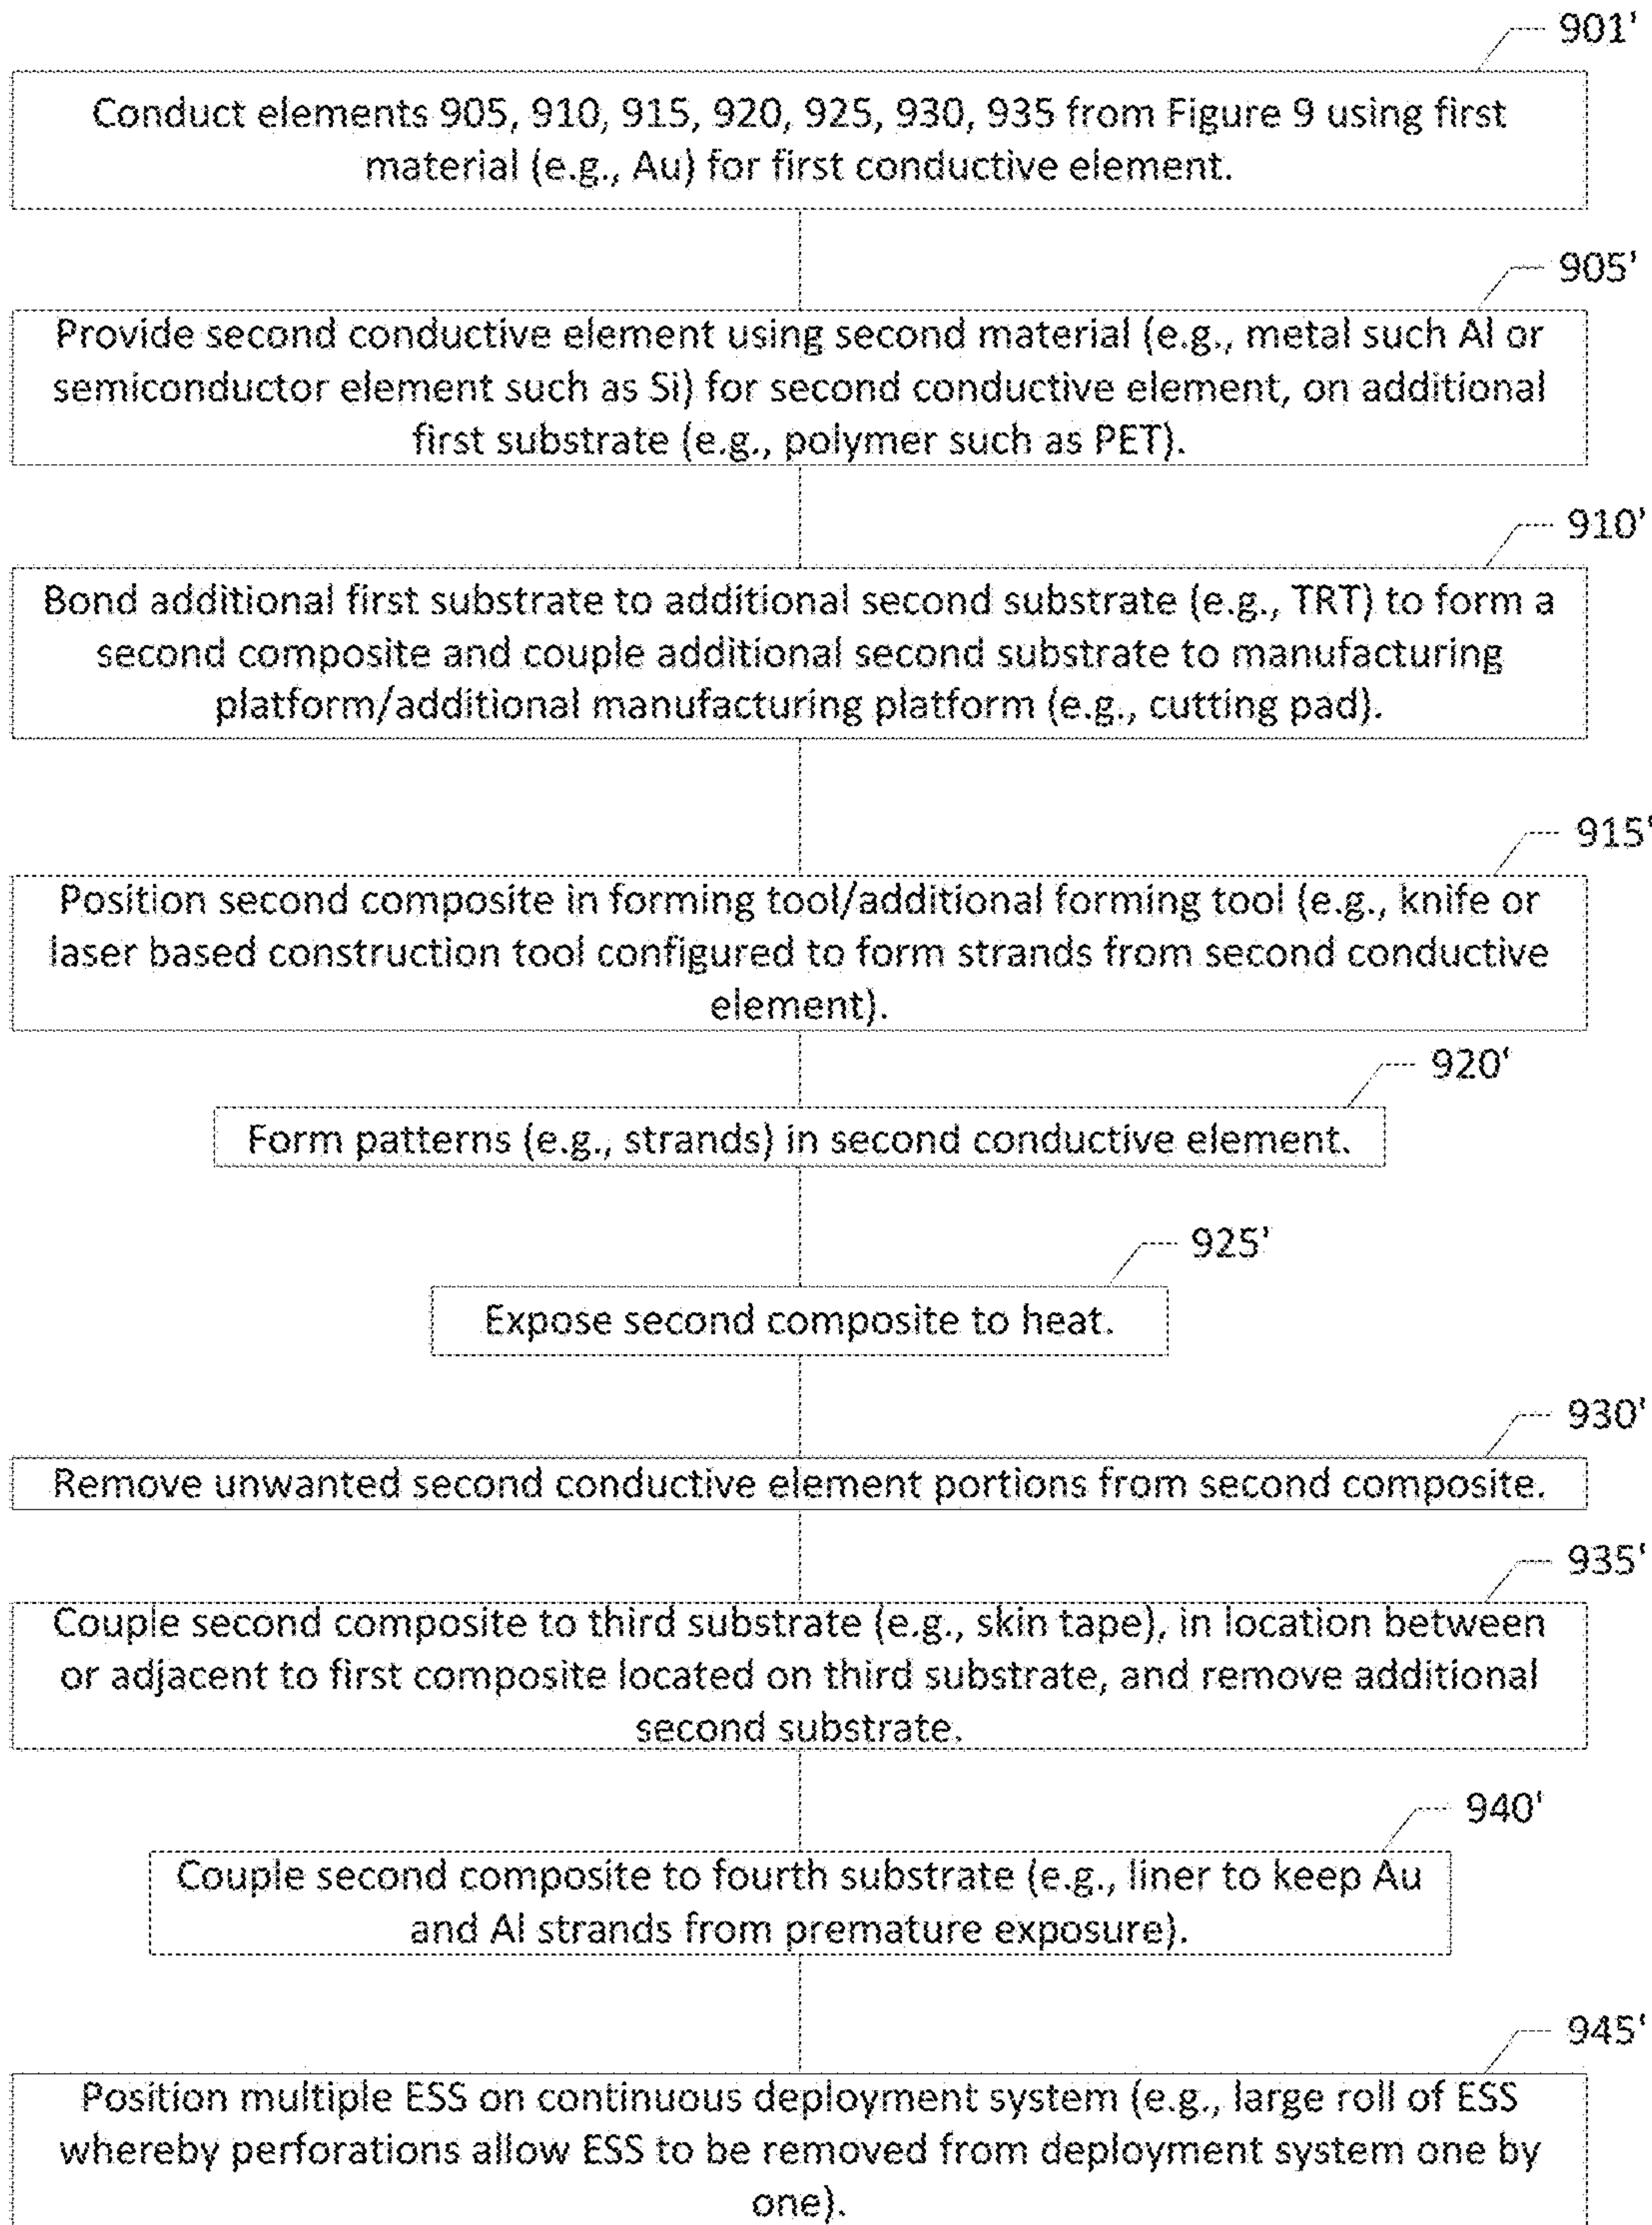 901'
Conduct elements 905, 910, 915, 920, 925, 930, 935 from Figure 9 using first
material (e.g., Au) for first conductive element.
905'
Provide second conductive element using second material (e.g., metal such Al or
semiconductor element such as Si) for second conductive element, on additional
first substrate (e.g., polymer such as PET).
910'
Bond additional first substrate to additional second substrate (e.g., TRT) to form a
second composite and couple additional second substrate to manufacturing
platform/additional manufacturing platform (e.g., cutting pad).
915'
Position second composite in forming tool/additional forming tool (e.g., knife or
laser based construction tool configured to form strands from second conductive
element).
920'
Form patterns (e.g., strands) in second conductive element.
925'
Expose second composite to heat.
930'
Remove unwanted second conductive element portions from second composite.
935'
Couple second composite to third substrate (e.g., skin tape), in location between
or adjacent to first composite located on third substrate, and remove additional
second substrate.
940'
Couple second composite to fourth substrate (e.g., liner to keep Au
and Al strands from premature exposure).
945'
Position multiple ESS on continuous deployment system (e.g., large roll of ESS
whereby perforations allow ESS to be removed from deployment system one by
one).